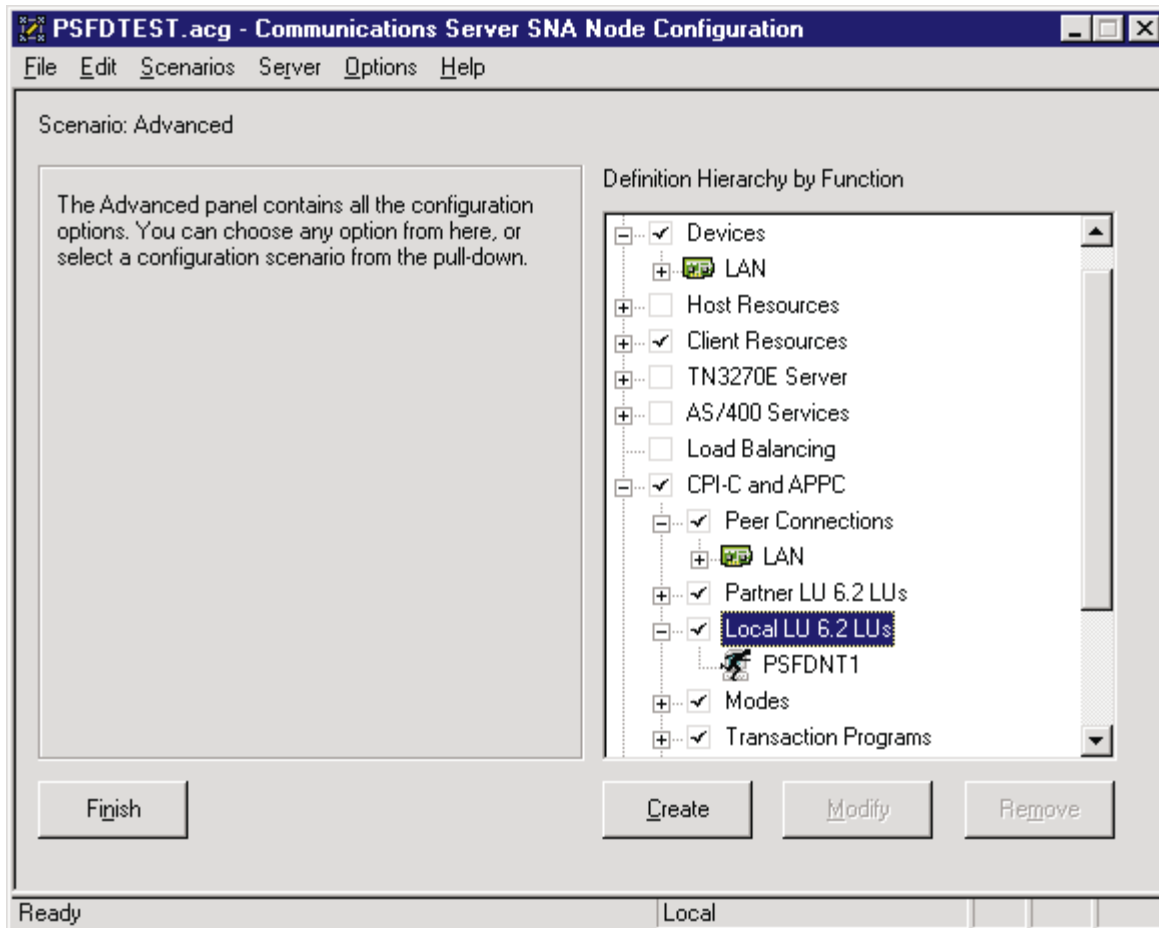 PSFDTEST.acg - Communications Server SNA Node Configuration
File Edit Scenarios Server Options Help
Scenario: Advanced
The Advanced panel contains all the configuration
options. You can choose any option from here, or
select a configuration scenario from the pull-down.
Definition Hierarchy by Function
Devices
LAN
Host Resources
Client Resources
TN3270E Server
AS/400 Services
Load Balancing
CPI-C and APPC
Peer Connections
LAN
Partner LU 6.2 LUs
Local LU 6.2 LUs
PSFDNT1
Modes
Transaction Programs
Finish
Create Modify Remove
Ready Local